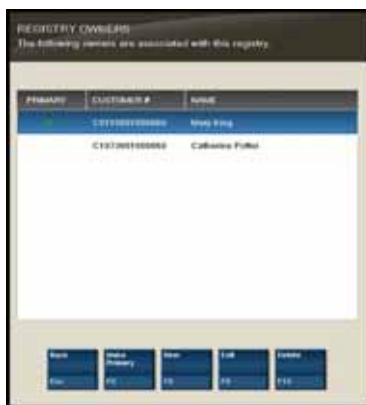 REGISTRY OWNERS
The following owners are associated with this registry.
PRIMARY CUSTOMER # NAME
Mary King
Catherine Potter
Back Make Primary New Edit Delete
Esc